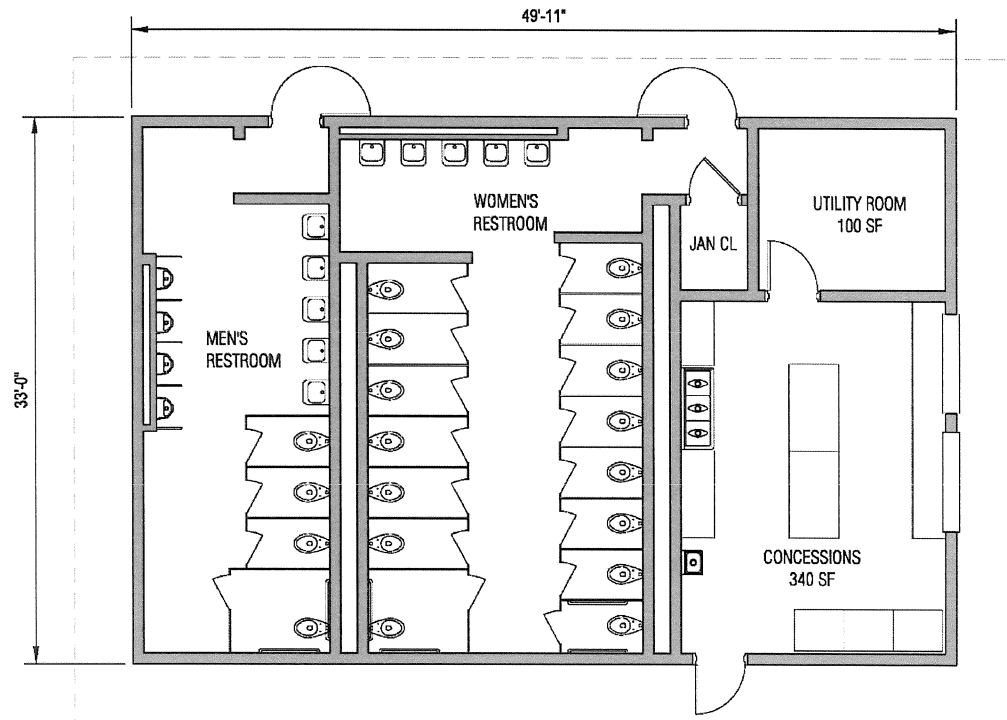 49'-11"
33'-0"
WOMEN'S
RESTROOM
UTILITY ROOM
100 SF
JAN CL
MEN'S
RESTROOM
CONCESSIONS
340 SF